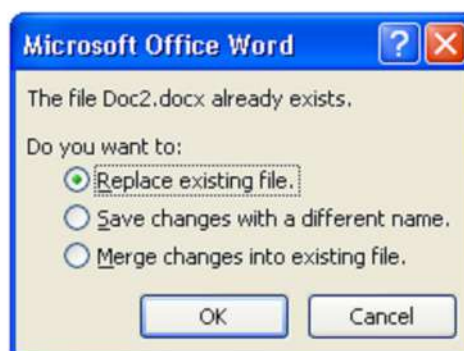 Microsoft Office Word
The file Doc2.docx already exists.
Do you want to:
Replace existing file.
Save changes with a different name.
Merge changes into existing file.
OK
Cancel